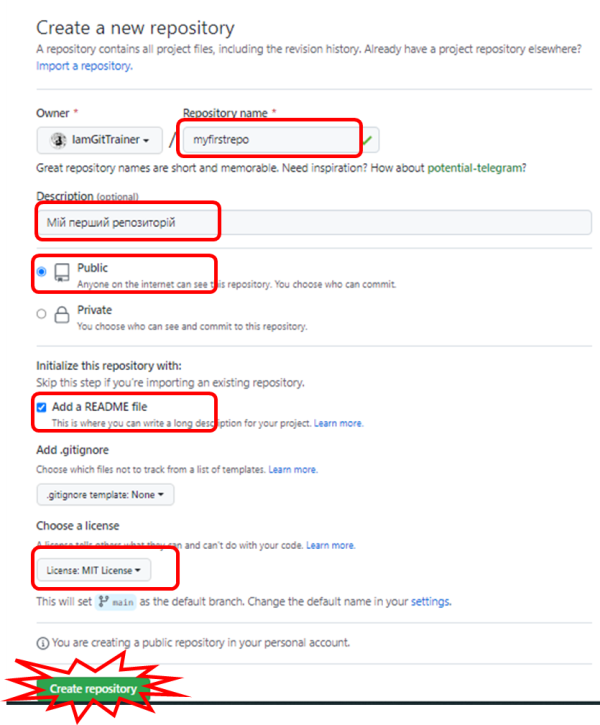 Create a new repository
A repository contains all project files, including the revision history. Already have a project repository elsewhere?
Import a repository.
Owner *
Repository name *
IamGitTrainer
/
myfirstrepo
Great repository names are short and memorable. Need inspiration? How about potential-telegram?
Description (optional)
Мій перший репозиторій
Public
Anyone on the internet can see this repository. You choose who can commit.
Private
You choose who can see and commit to this repository.
Initialize this repository with:
Skip this step if you're importing an existing repository.
Add a README file
This is where you can write a long description for your project. Learn more.
Add .gitignore
Choose which files not to track from a list of templates. Learn more.
.gitignore template: None
Choose a license
A license tells others what they can and can't do with your code. Learn more.
License: MIT License
This will set main as the default branch. Change the default name in your settings.
You are creating a public repository in your personal account.
Create repository